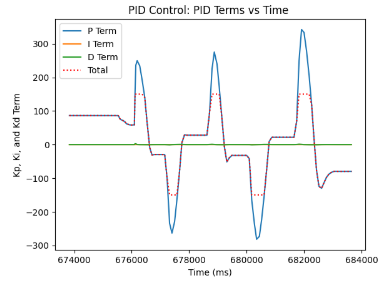 PID Control: PID Terms vs Time
P Term
I Term
D Term
Total
Kp, Ki, and Kd Term
300
200
100
0
−100
−200
−300
674000 676000 678000 680000 682000 684000
Time (ms)